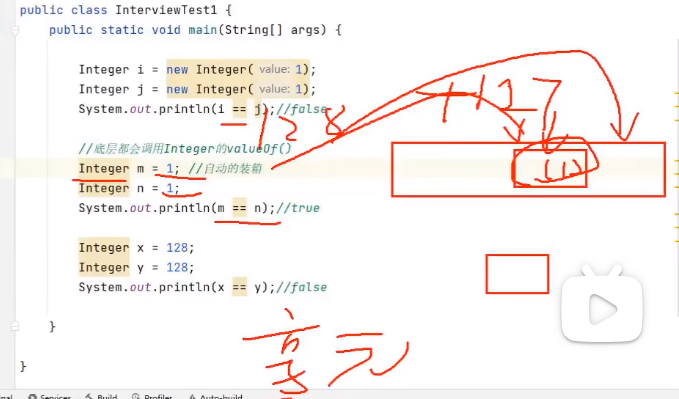 public class InterviewTest1 {
public static void main(String[] args) {
Integer i = new Integer( value: 1);
Integer j = new Integer( value: 1);
System.out.println(i == j);//false
128
127
//底层都会调用Integer的valueOf()
Integer m = 1; //自动的装箱
Integer n = 1;
System.out.println(m == n);//true
Integer x = 128;
Integer y = 128;
System.out.println(x == y);//false
}
}
元
Services Build Profiler Auto-build